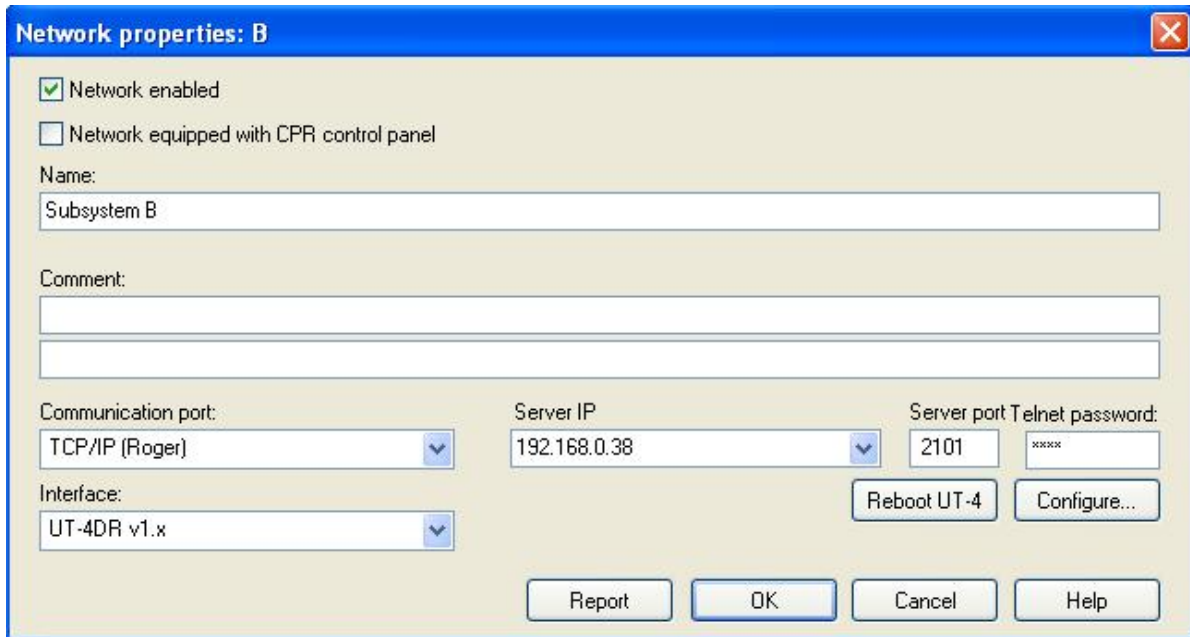 Network properties: B
Network enabled
Network equipped with CPR control panel
Name:
Subsystem B
Comment:
Communication port:
Server IP
Server port
Telnet password:
TCP/IP (Roger)
192.168.0.38
2101
****
Interface:
Reboot UT-4
Configure...
UT-4DR v1.x
Report
OK
Cancel
Help